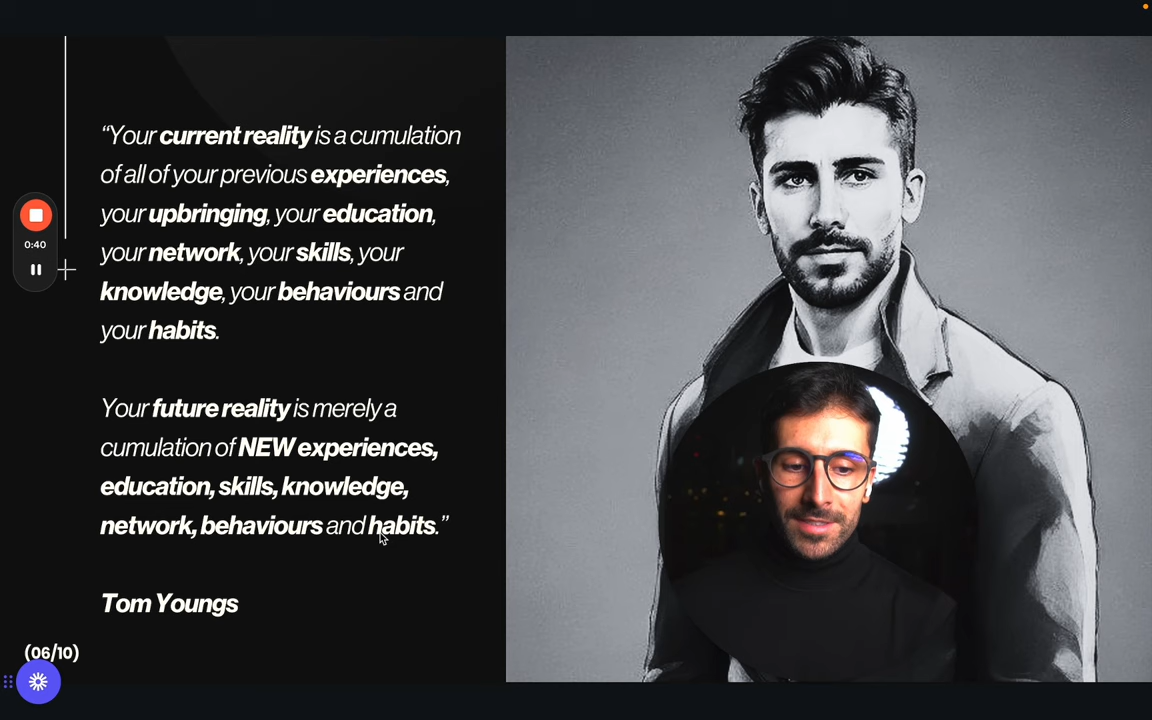 “Your current reality is a cumulation
of all of your previous experiences,
your upbringing, your education,
your network, your skills, your
knowledge, your behaviours and
your habits.
Your future reality is merely a
cumulation of NEW experiences,
education, skills, knowledge,
network, behaviours and habits.”
Tom Youngs
(06/10)
0:40